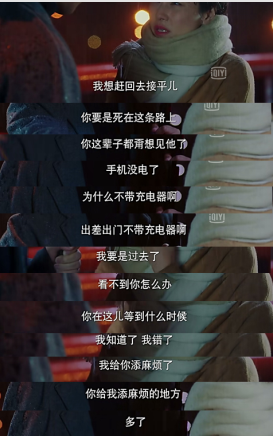 iQIYI
我想赶回去接平儿
iQIYI
你要是死在这条路上
你这辈子都甭想见他了
手机没电了
为什么不带充电器啊
iQIYI
出差出门不带充电器啊
我要是过去了
看不到你怎么办
你在这儿等到什么时候
我知道了 我错了
我给你添麻烦了
你给我添麻烦的地方
多了